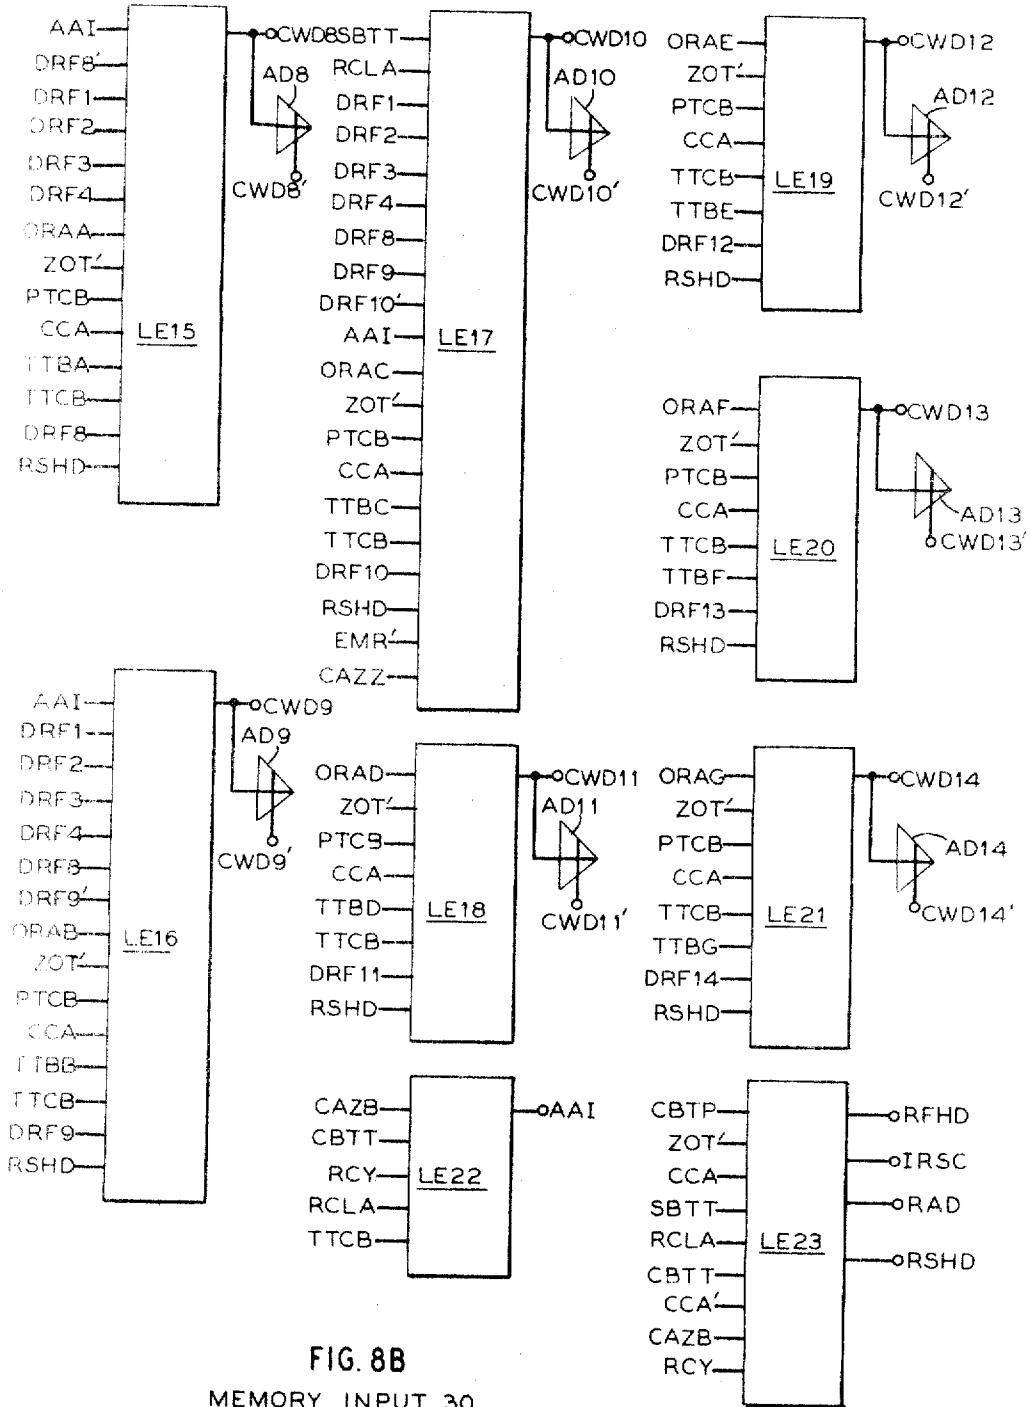 AAI
DRF8'
DRF1
DRF2
DRF3
DRF4
ORAA
ZOT'
PTCB
CCA
TTBA
TTCB
DRF8
RSHD
LE15
CWD8
AD8
CWD8'
SBTT
RCLA
DRF1
DRF2
DRF3
DRF4
DRF8
DRF9
DRF10'
AAI
ORAC
ZOT'
PTCB
CCA
TTBC
TTCB
DRF10
RSHD
EMR'
CAZZ
LE17
CWD10
AD10
CWD10'
ORAE
ZOT'
PTCB
CCA
TTCB
TTBE
DRF12
RSHD
LE19
CWD12
AD12
CWD12'
ORAF
ZOT'
PTCB
CCA
TTCB
TTBF
DRF13
RSHD
LE20
CWD13
AD13
CWD13'
AAI
DRF1
DRF2
DRF3
DRF4
DRF8
DRF9'
ORAB
ZOT'
PTCB
CCA
TTBB
TTCB
DRF9
RSHD
LE16
CWD9
AD9
CWD9'
ORAD
ZOT'
PTCB
CCA
TTBD
TTCB
DRF11
RSHD
LE18
CWD11
AD11
CWD11'
ORAG
ZOT'
PTCB
CCA
TTCB
TTBG
DRF14
RSHD
LE21
CWD14
AD14
CWD14'
CAZB
CBTT
RCY
RCLA
TTCB
LE22
AAI
CBTP
ZOT'
CCA
SBTT
RCLA
CBTT
CCA'
CAZB
RCY
LE23
RFHD
IRSC
RAD
RSHD
FIG. 8B
MEMORY INPUT 30